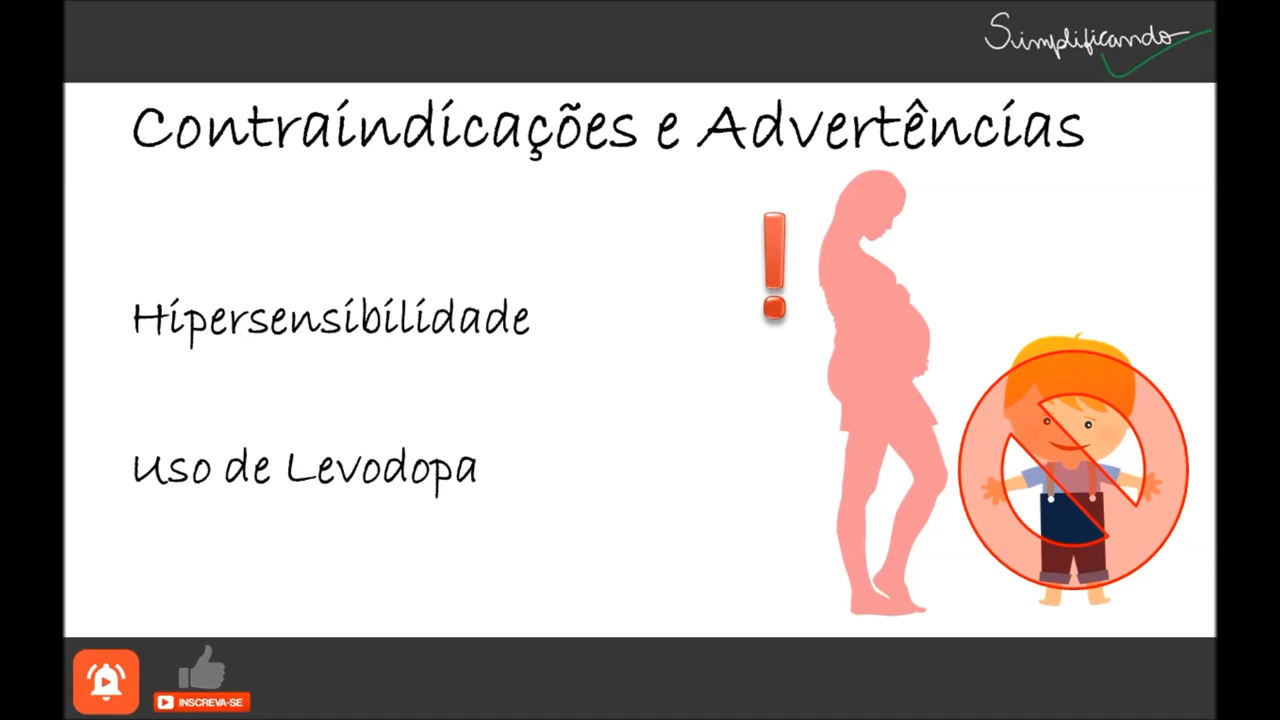 Simplificando
Contraindicações e Advertências
Hipersensibilidade
Uso de Levodopa
INSCREVA-SE